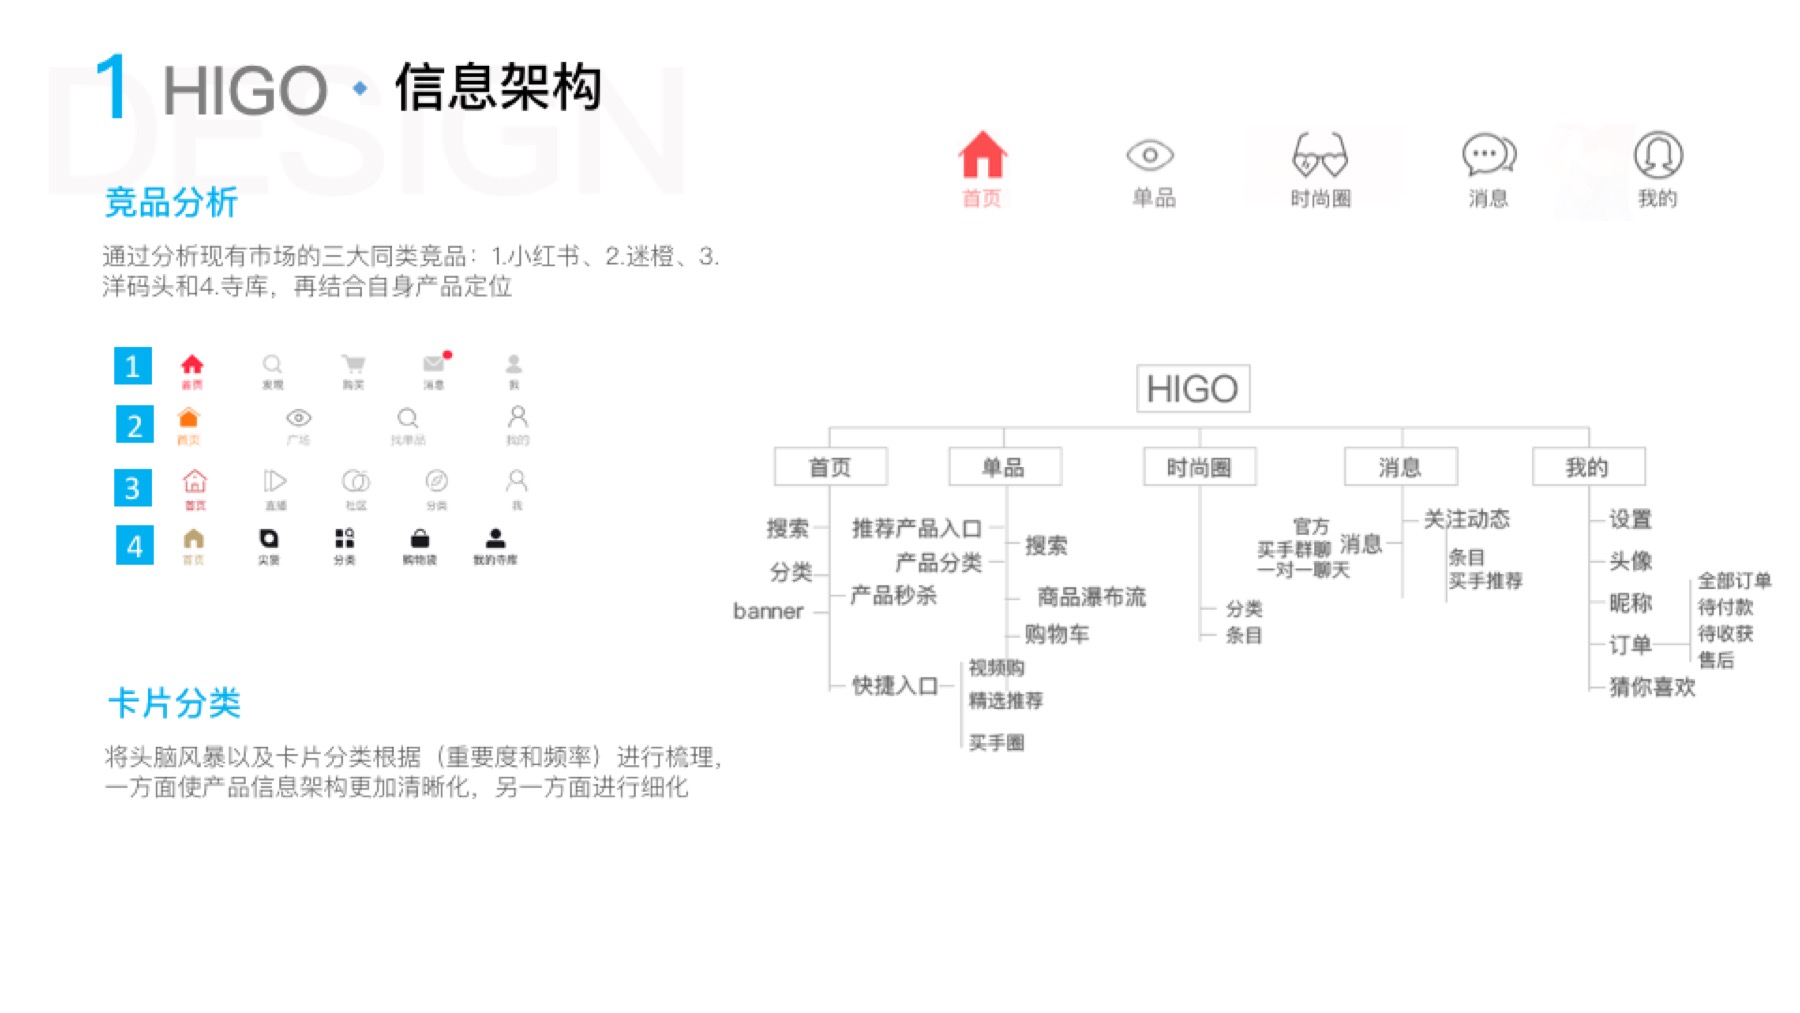 DESIGN
1 HIGO · 信息架构
竞品分析
通过分析现有市场的三大同类竞品：1.小红书、2.迷橙、3.
洋码头和4.寺库，再结合自身产品定位
首页 单品 时尚圈 消息 我的
1 首页 发现 购买 消息 我
2 首页 广场 找单品 我的
3 首页 直播 社区 分类 我
4 首页 尖货 分类 购物袋 我的寺库
卡片分类
将头脑风暴以及卡片分类根据（重要度和频率）进行梳理，
一方面使产品信息架构更加清晰化，另一方面进行细化
HIGO
首页
搜索
分类
banner
产品秒杀
快捷入口
视频购
精选推荐
买手圈
单品
推荐产品入口
产品分类
搜索
商品瀑布流
购物车
时尚圈
分类
条目
消息
消息
官方
买手群聊
一对一聊天
关注动态
条目
买手推荐
我的
设置
头像
昵称
订单
全部订单
待付款
待收获
售后
猜你喜欢